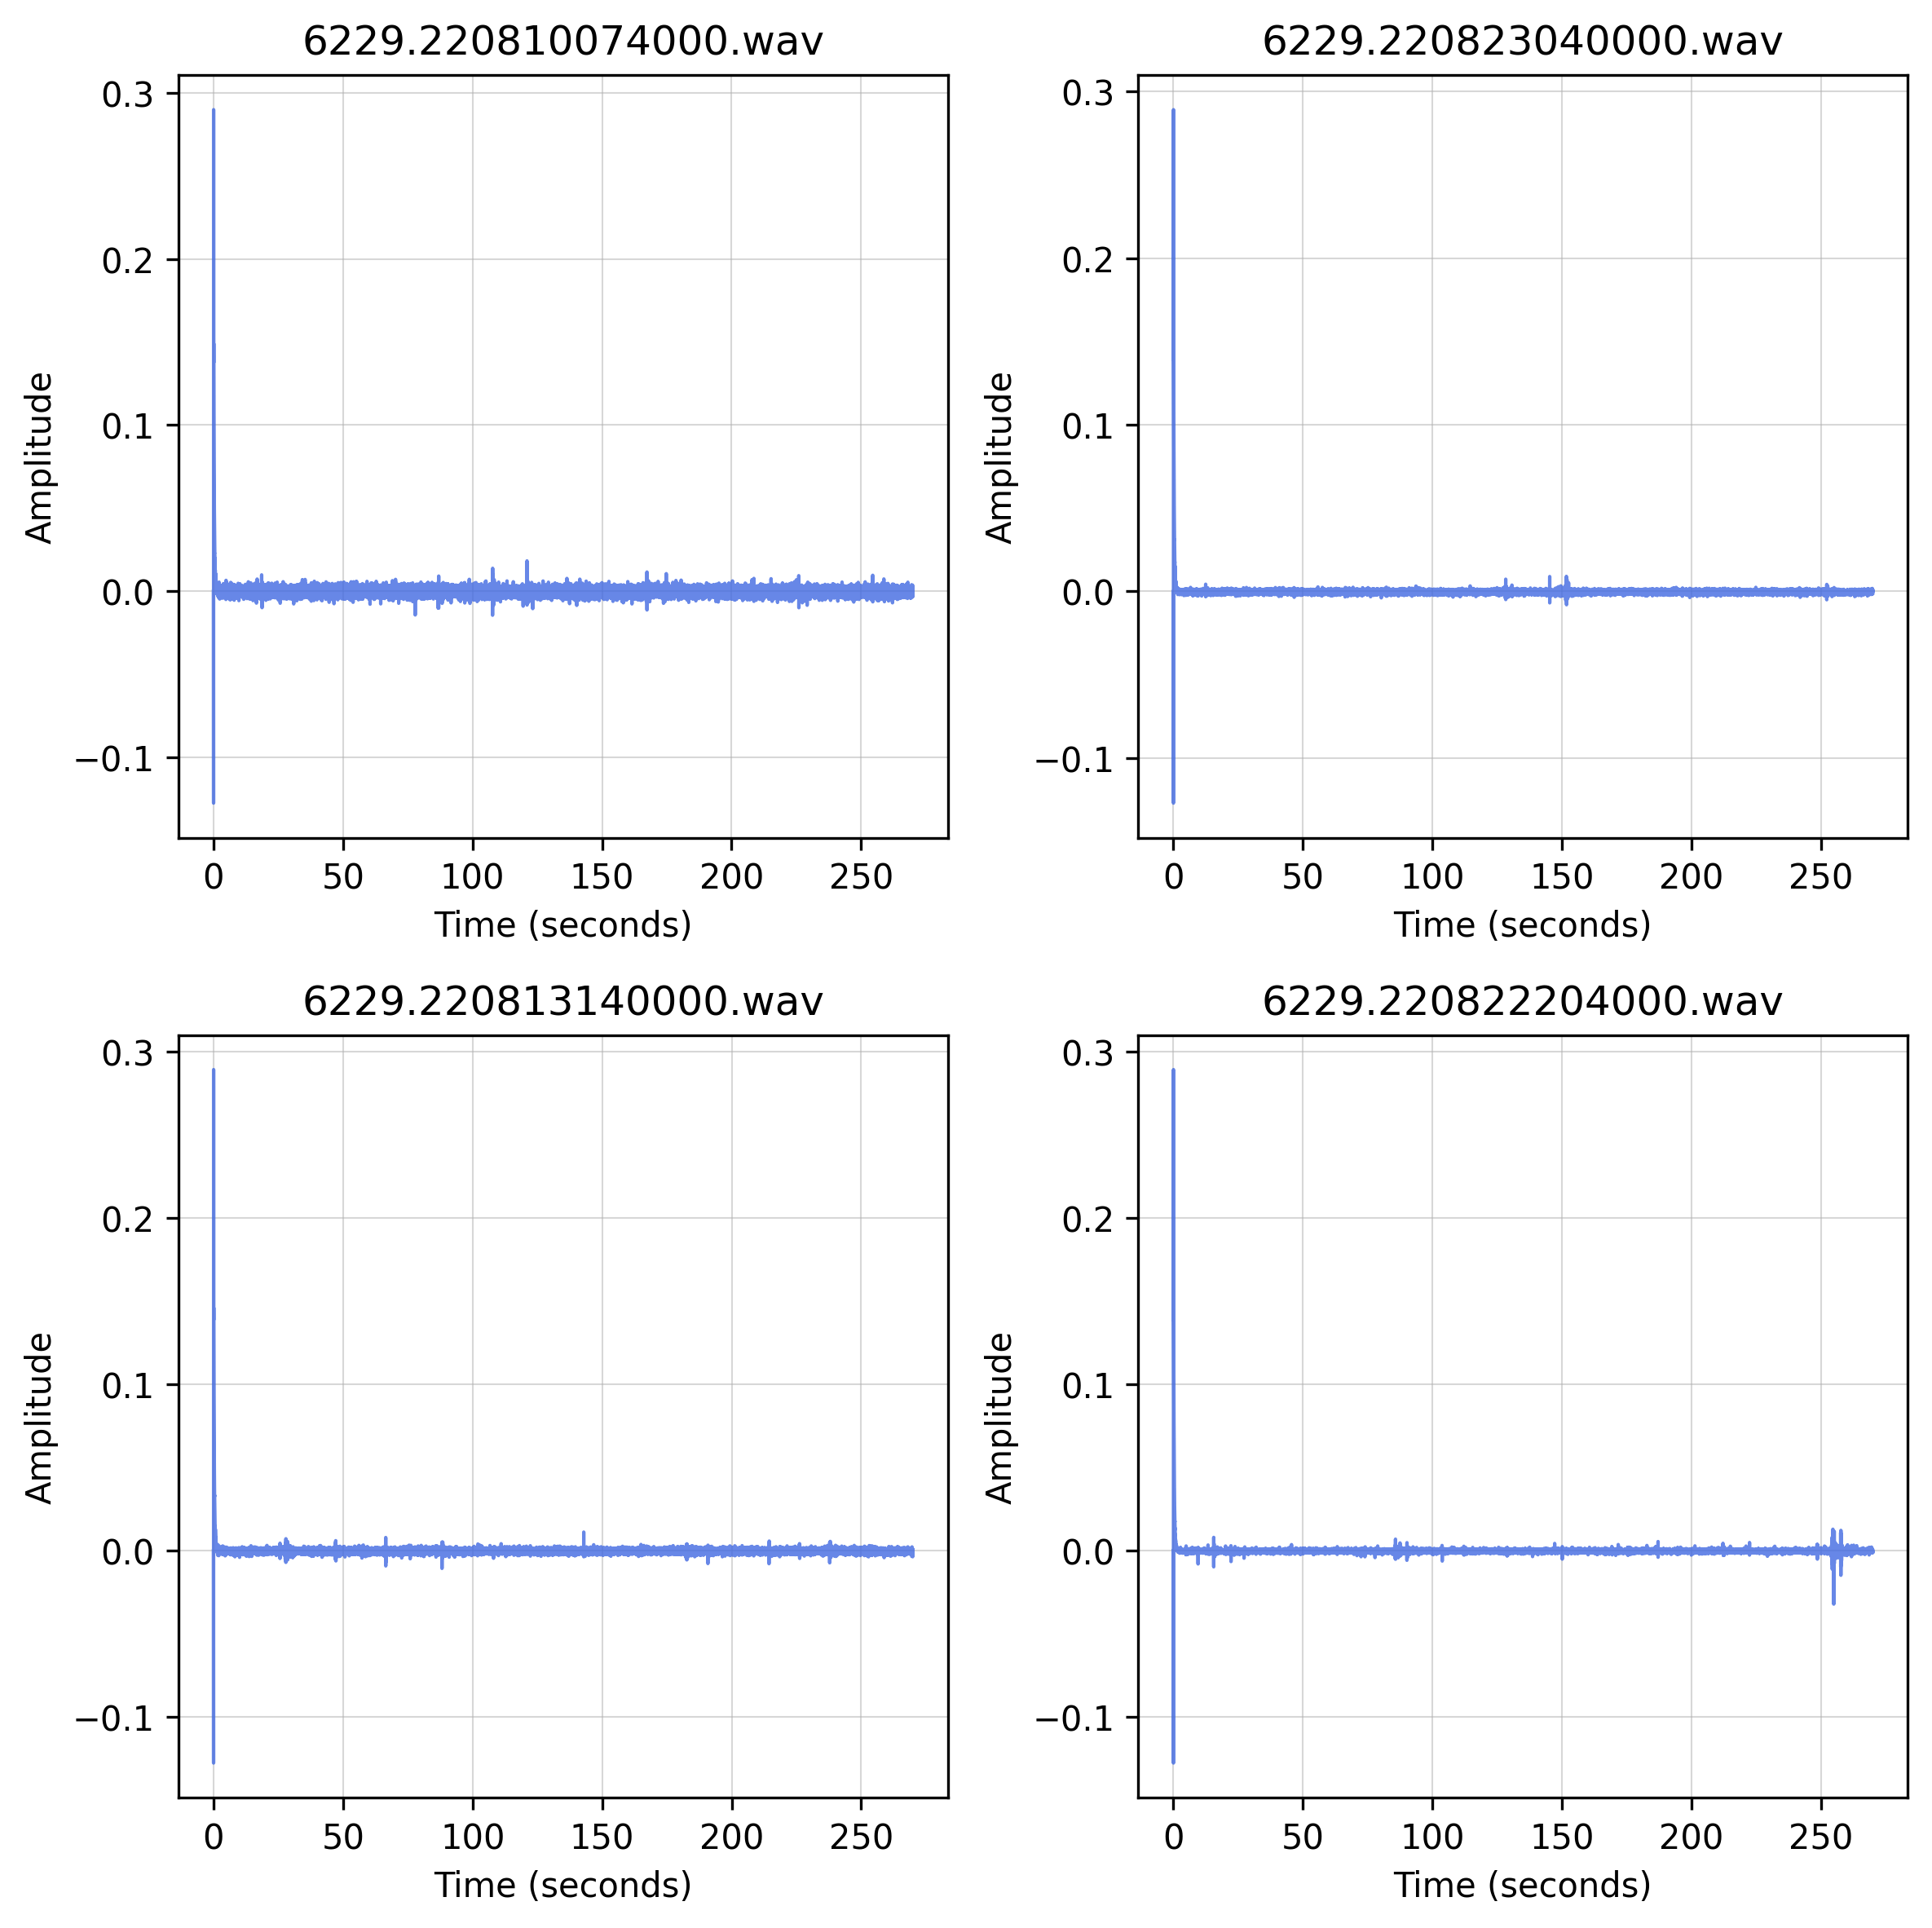 6229.220810074000.wav
0.3
0.2
0.1
0.0
−0.1
Amplitude
0 50 100 150 200 250
Time (seconds)
6229.220823040000.wav
0.3
0.2
0.1
0.0
−0.1
Amplitude
0 50 100 150 200 250
Time (seconds)
6229.220813140000.wav
0.3
0.2
0.1
0.0
−0.1
Amplitude
0 50 100 150 200 250
Time (seconds)
6229.220822204000.wav
0.3
0.2
0.1
0.0
−0.1
Amplitude
0 50 100 150 200 250
Time (seconds)